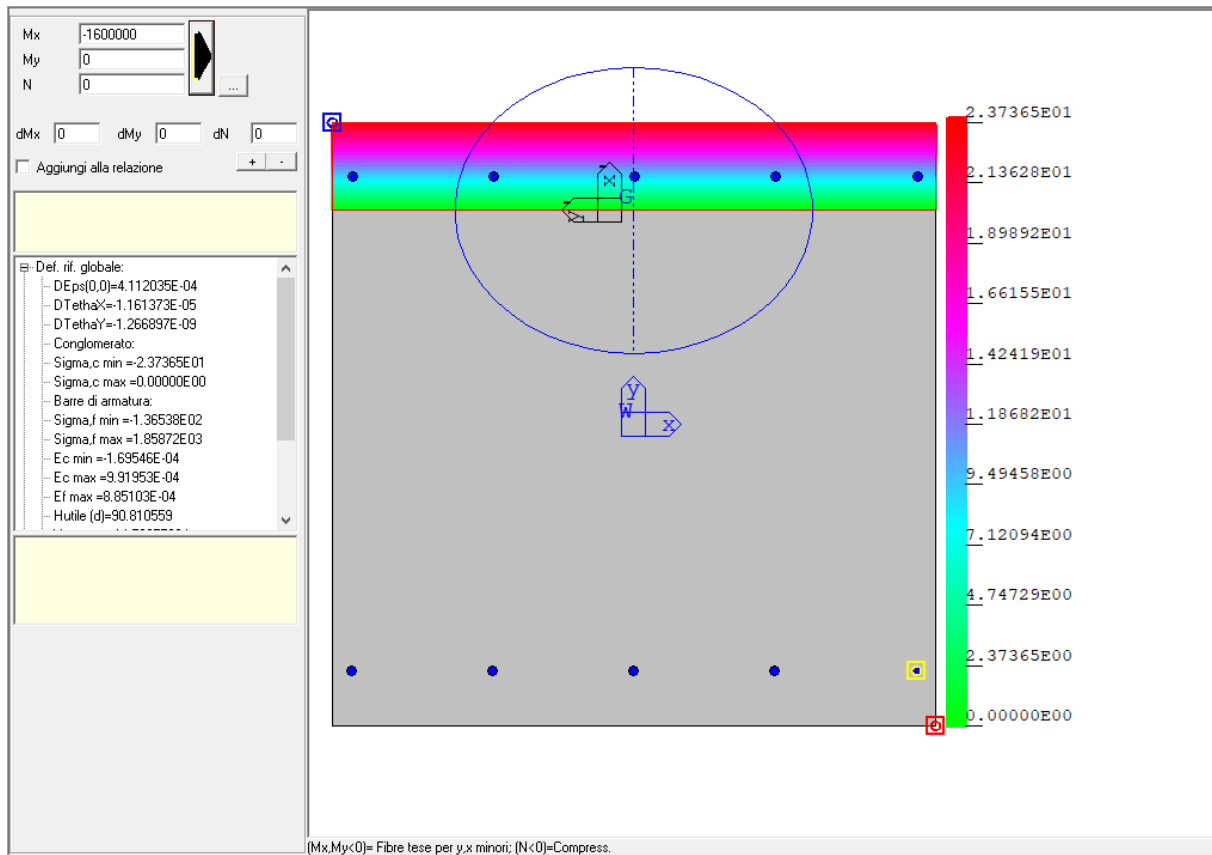 Mx -1600000
My 0
N 0
...
dMx 0 dMy 0 dN 0
Aggiungi alla relazione + -
Def. rif. globale:
DEps(0,0)=4.112035E-04
DTethaX=-1.161373E-05
DTethaY=-1.266897E-09
Conglomerato:
Sigma,c min =-2.37365E01
Sigma,c max =0.00000E00
Barre di armatura:
Sigma,f min =-1.36538E02
Sigma,f max =1.85872E03
Ec min =-1.69546E-04
Ec max =9.91953E-04
Ef max =8.85103E-04
Hutile (d)=90.810559
x
G
y
W
x
2.37365E01
2.13628E01
1.89892E01
1.66155E01
1.42419E01
1.18682E01
9.49458E00
7.12094E00
4.74729E00
2.37365E00
0.00000E00
(Mx,My<0)= Fibre tese per y,x minori; (N<0)=Compress.